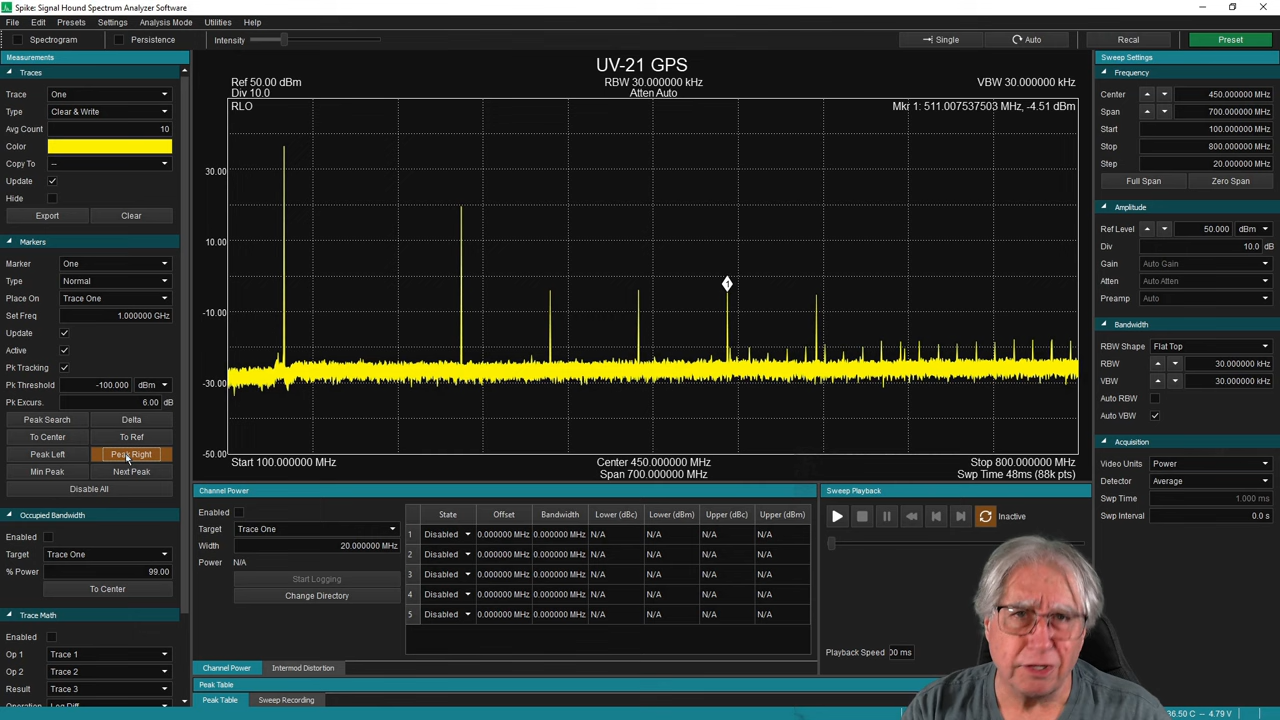 Spike: Signal Hound Spectrum Analyzer Software
File Edit Presets Settings Analysis Mode Utilities Help
Spectrogram Persistence Intensity Single Auto Recal Preset
Measurements
Traces
Trace One
Type Clear & Write
Avg Count 10
Color
Copy To --
Update
Hide
Export Clear
Markers
Marker One
Type Normal
Place On Trace One
Set Freq 1.000000 GHz
Update
Active
Pk Tracking
Pk Threshold -100.000 dBm
Pk Excurs. 6.00 dB
Peak Search Delta
To Center To Ref
Peak Left Peak Right
Min Peak Next Peak
Disable All
Occupied Bandwidth
Enabled
Target Trace One
% Power 99.00
To Center
Trace Math
Enabled
Op 1 Trace 1
Op 2 Trace 2
Result Trace 3
Operation Log Diff
UV-21 GPS
Ref 50.00 dBm RBW 30.000000 kHz VBW 30.000000 kHz
Div 10.0 Atten Auto
RLO Mkr 1: 511.007537503 MHz, -4.51 dBm
30.00
10.00
1
-10.00
-30.00
-50.00
Start 100.000000 MHz Center 450.000000 MHz Stop 800.000000 MHz
Span 700.000000 MHz Swp Time 48ms (88k pts)
Channel Power
Enabled
Target Trace One
Width 20.000000 MHz
Power N/A
Start Logging
Change Directory
State Offset Bandwidth Lower (dBc) Lower (dBm) Upper (dBc) Upper (dBm)
1 Disabled 0.000000 MHz 0.000000 MHz N/A N/A N/A N/A
2 Disabled 0.000000 MHz 0.000000 MHz N/A N/A N/A N/A
3 Disabled 0.000000 MHz 0.000000 MHz N/A N/A N/A N/A
4 Disabled 0.000000 MHz 0.000000 MHz N/A N/A N/A N/A
5 Disabled 0.000000 MHz 0.000000 MHz N/A N/A N/A N/A
Channel Power Intermod Distortion
Peak Table
Peak Table Sweep Recording
Sweep Playback
Inactive
Playback Speed 00 ms
Sweep Settings
Frequency
Center 450.000000 MHz
Span 700.000000 MHz
Start 100.000000 MHz
Stop 800.000000 MHz
Step 20.000000 MHz
Full Span Zero Span
Amplitude
Ref Level 50.000 dBm
Div 10.0 dB
Gain Auto Gain
Atten Auto Atten
Preamp Auto
Bandwidth
RBW Shape Flat Top
RBW 30.000000 kHz
VBW 30.000000 kHz
Auto RBW
Auto VBW
Acquisition
Video Units Power
Detector Average
Swp Time 1.000 ms
Swp Interval 0.0 s
36.50 C -- 4.79 V